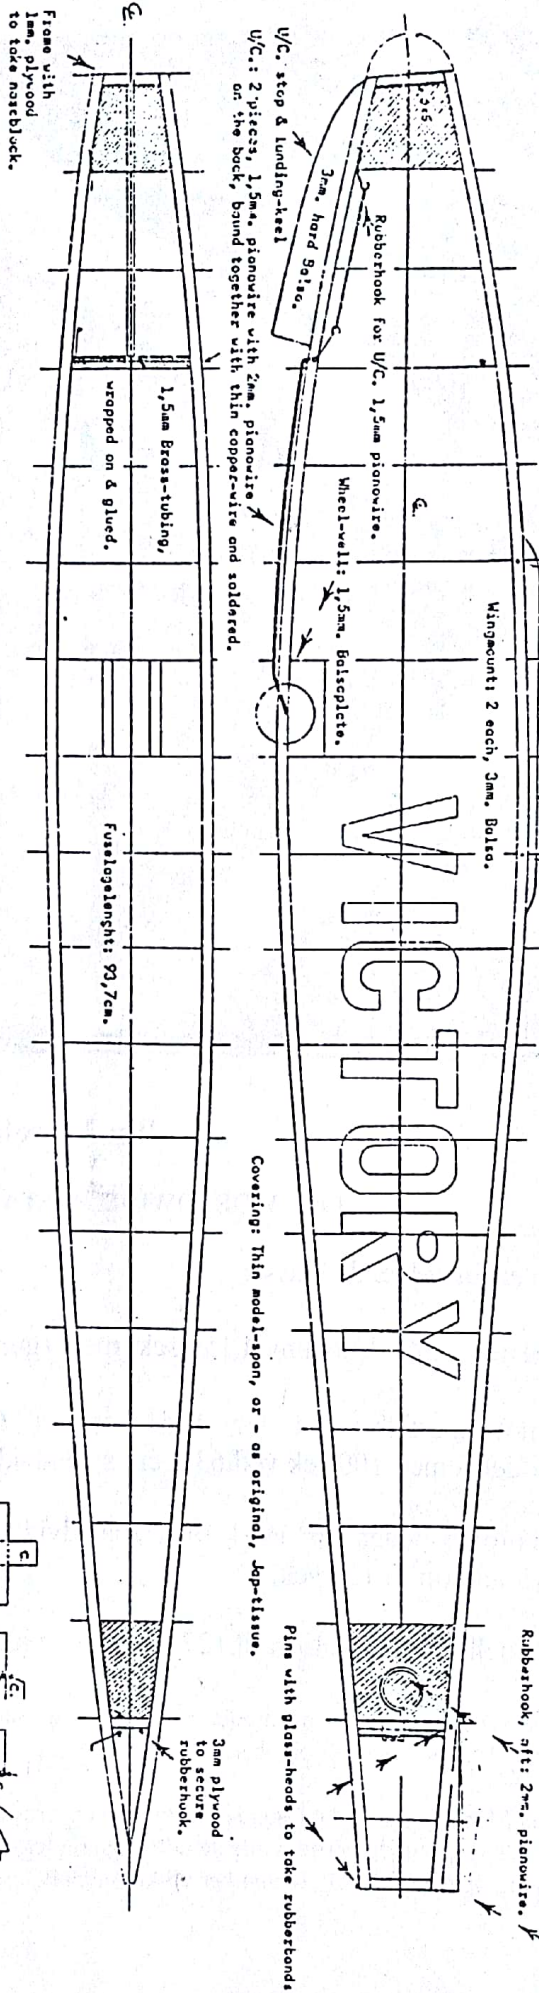 Rubberhook, aft: 2mm. pianowire.
Wingmount: 2 each, 3mm. Balsa.
VICTORY
℄
Rubberhook for U/C. 1,5mm pianowire.
3mm. hard Balsa.
Wheel-well: 1,5mm. Balsaplate.
Pins with glass-heads to take rubberbonds
U/C. stop & Landing-keel
U/C.: 2 pieces, 1,5mm. pianowire with 2mm. pianowire
on the back, bound together with thin copper-wire and soldered.
Covering: Thin model-span, or - as original, Jap-tissue.
3mm plywood
to secure
rubberhook.
1,5mm Brass-tubing,
wrapped on & glued.
Fuselagelenght: 93,7cm.
℄
Frame with
1mm. plywood
to take noseblock.
c.
c.